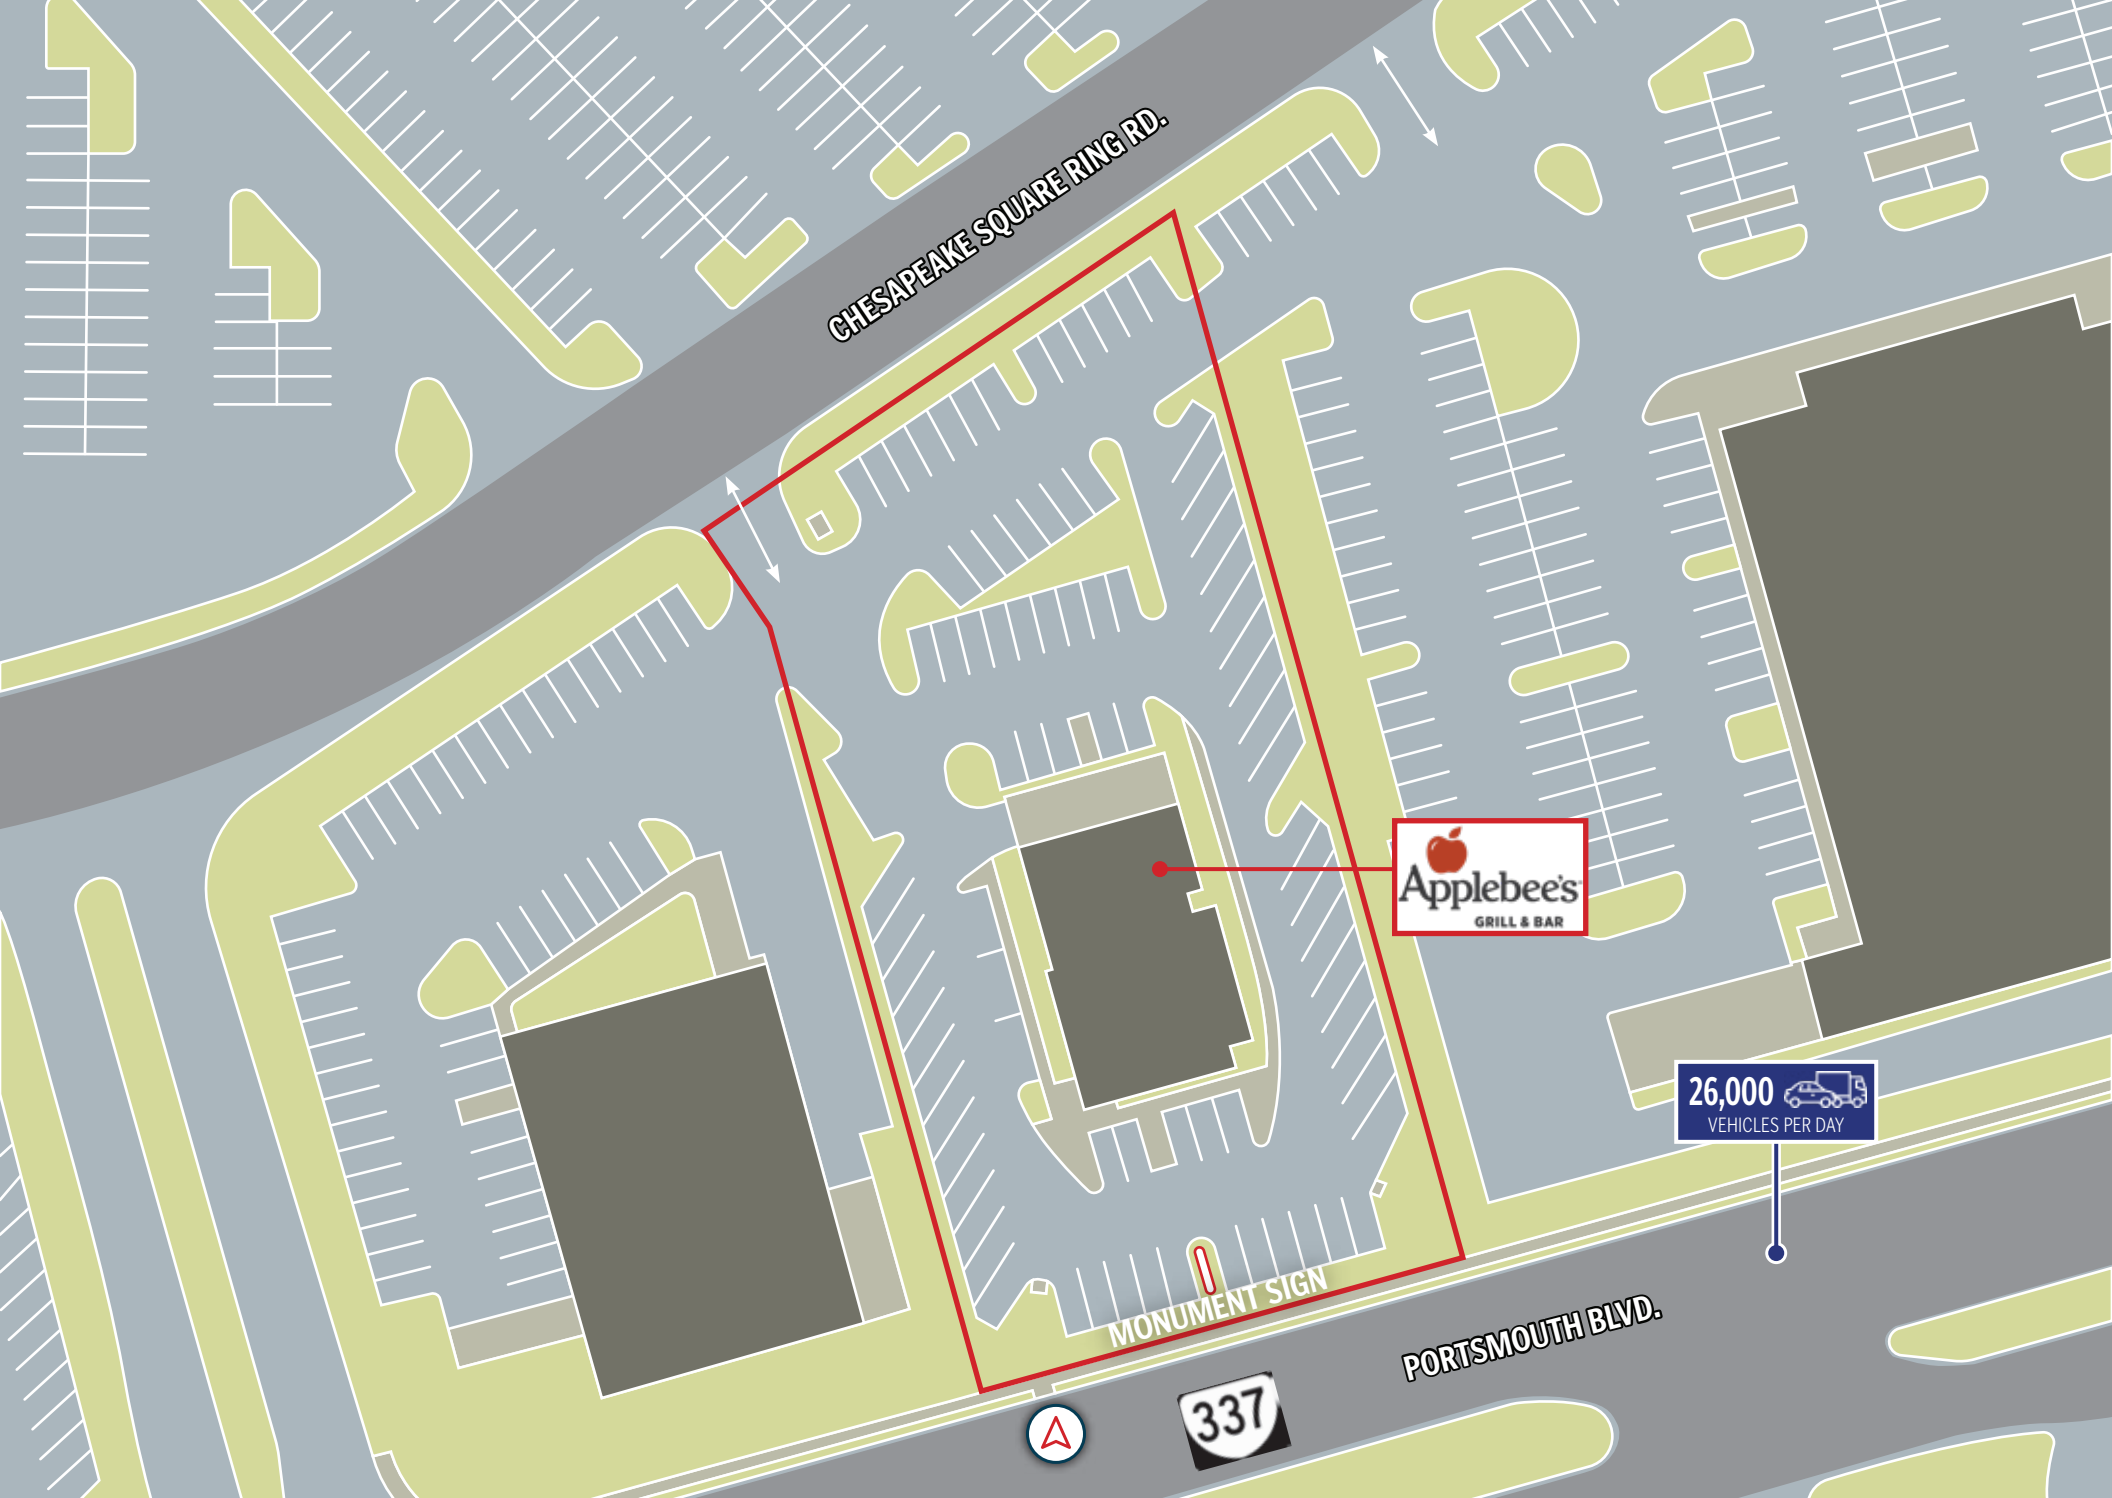 CHESAPEAKE SQUARE RING RD.
Applebee's
GRILL & BAR
26,000
VEHICLES PER DAY
MONUMENT SIGN
PORTSMOUTH BLVD.
337